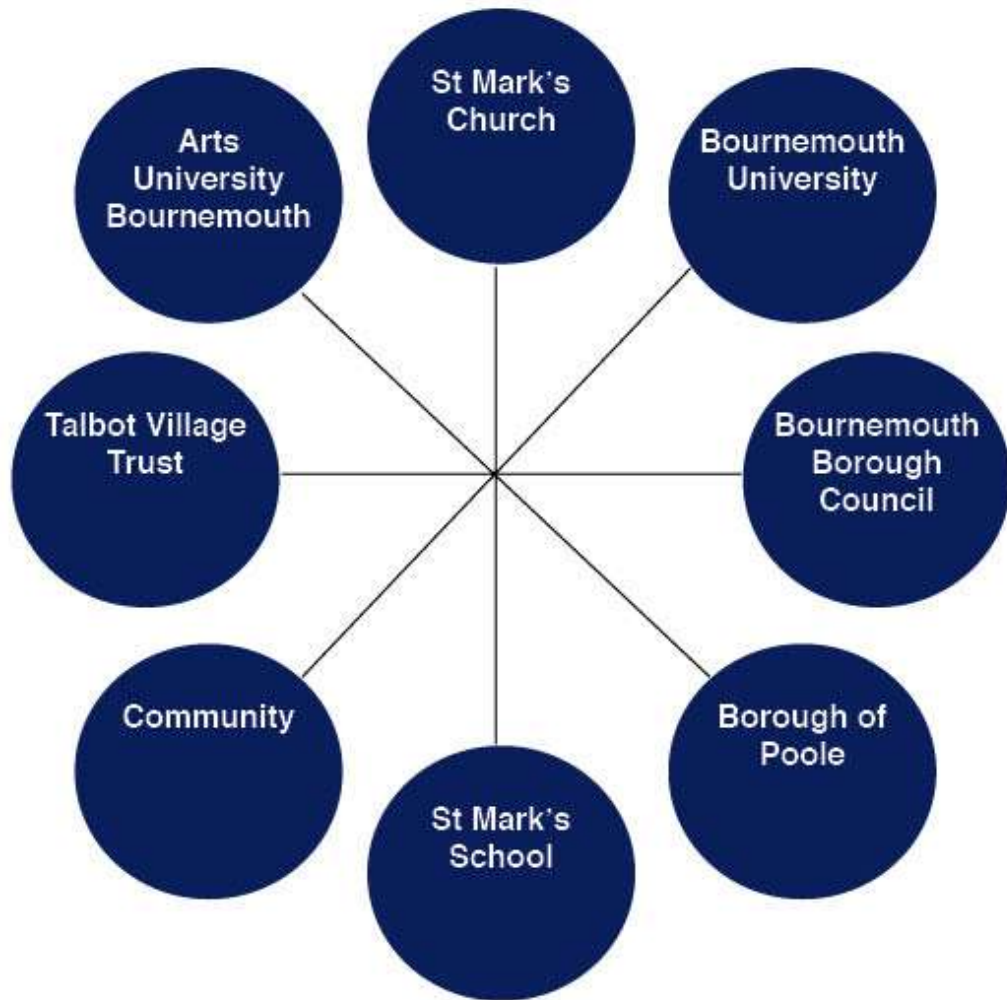 St Mark's
Church
Arts
University
Bournemouth
Bournemouth
University
Talbot Village
Trust
Bournemouth
Borough
Council
Community
Borough of
Poole
St Mark's
School